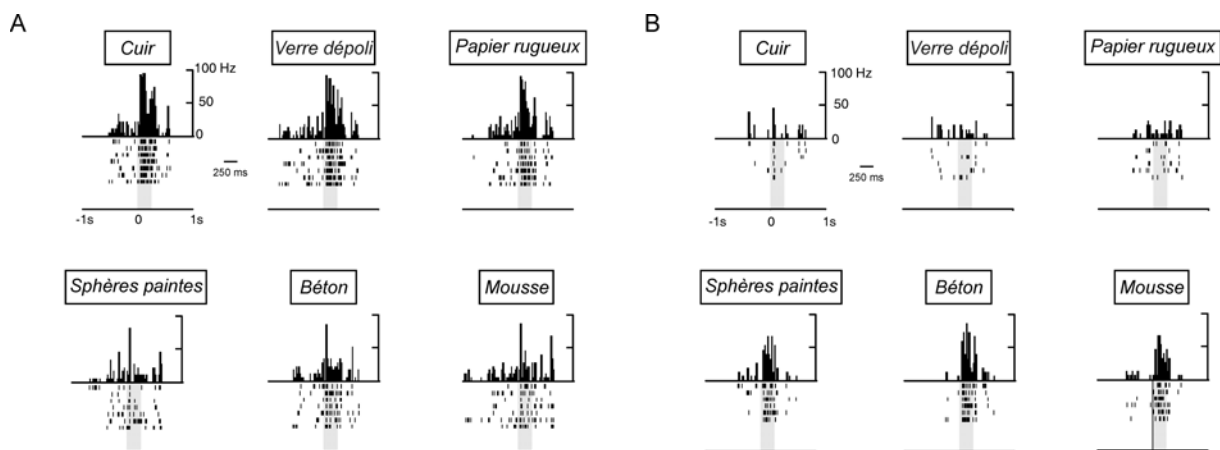 A
B
Cuir
Verre dépoli
Papier rugueux
100 Hz
50
0
250 ms
-1s
0
1s
Sphères paintes
Béton
Mousse
Cuir
Verre dépoli
Papier rugueux
100 Hz
50
0
250 ms
-1s
0
1s
Sphères paintes
Béton
Mousse